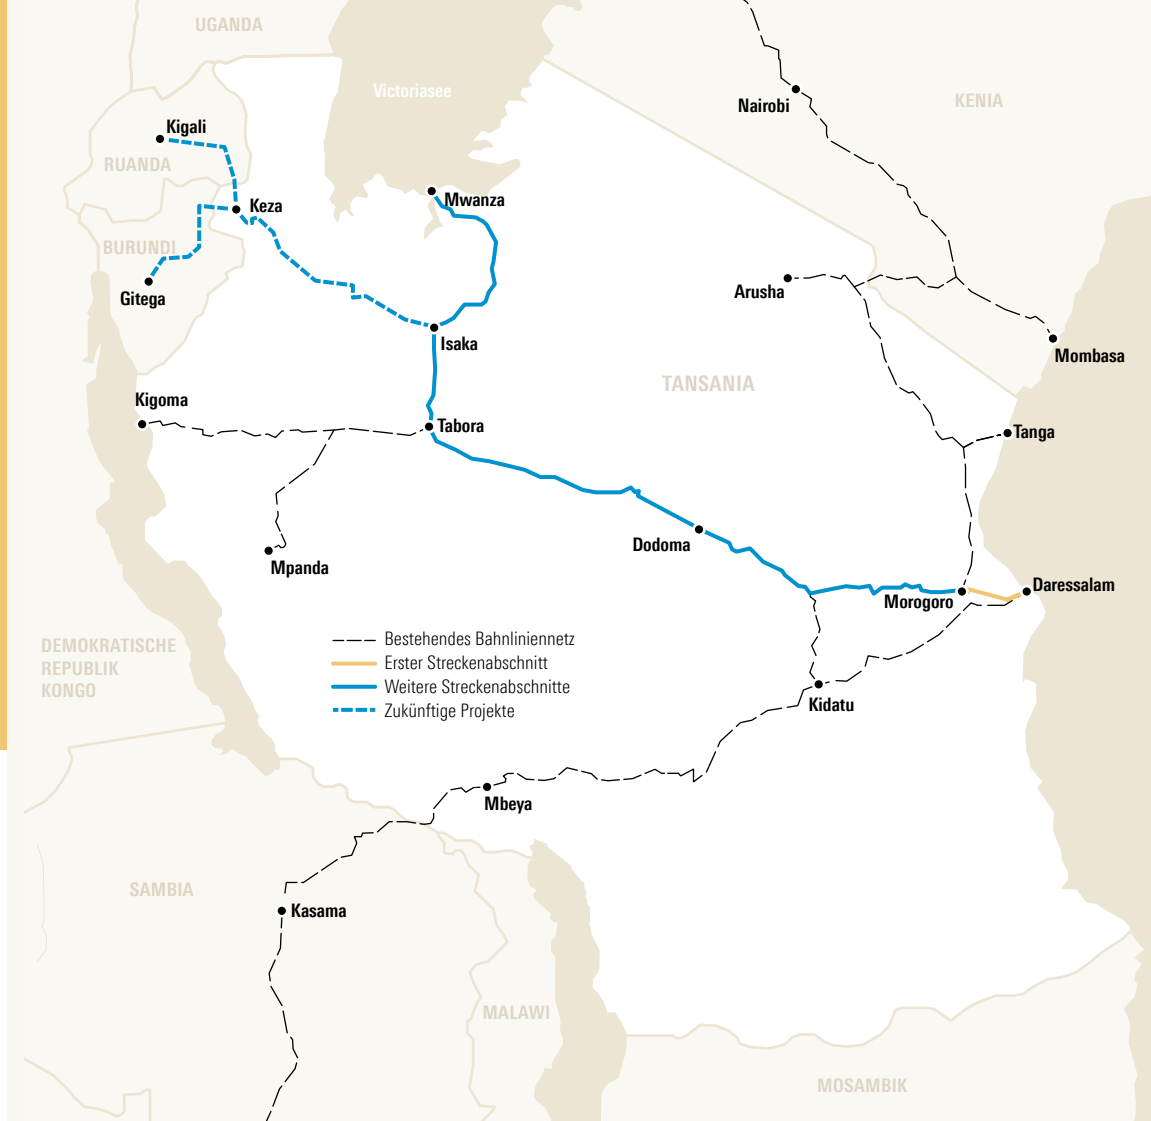 UGANDA
Victoriasee
KENIA
Nairobi
Kigali
RUANDA
Mwanza
Keza
BURUNDI
Gitega
Arusha
Isaka
Mombasa
TANSANIA
Kigoma
Tabora
Tanga
Dodoma
Mpanda
Daressalam
Morogoro
Bestehendes Bahnliniennetz
Erster Streckenabschnitt
Weitere Streckenabschnitte
Zukünftige Projekte
DEMOKRATISCHE
REPUBLIK
KONGO
Kidatu
Mbeya
SAMBIA
Kasama
MALAWI
MOSAMBIK